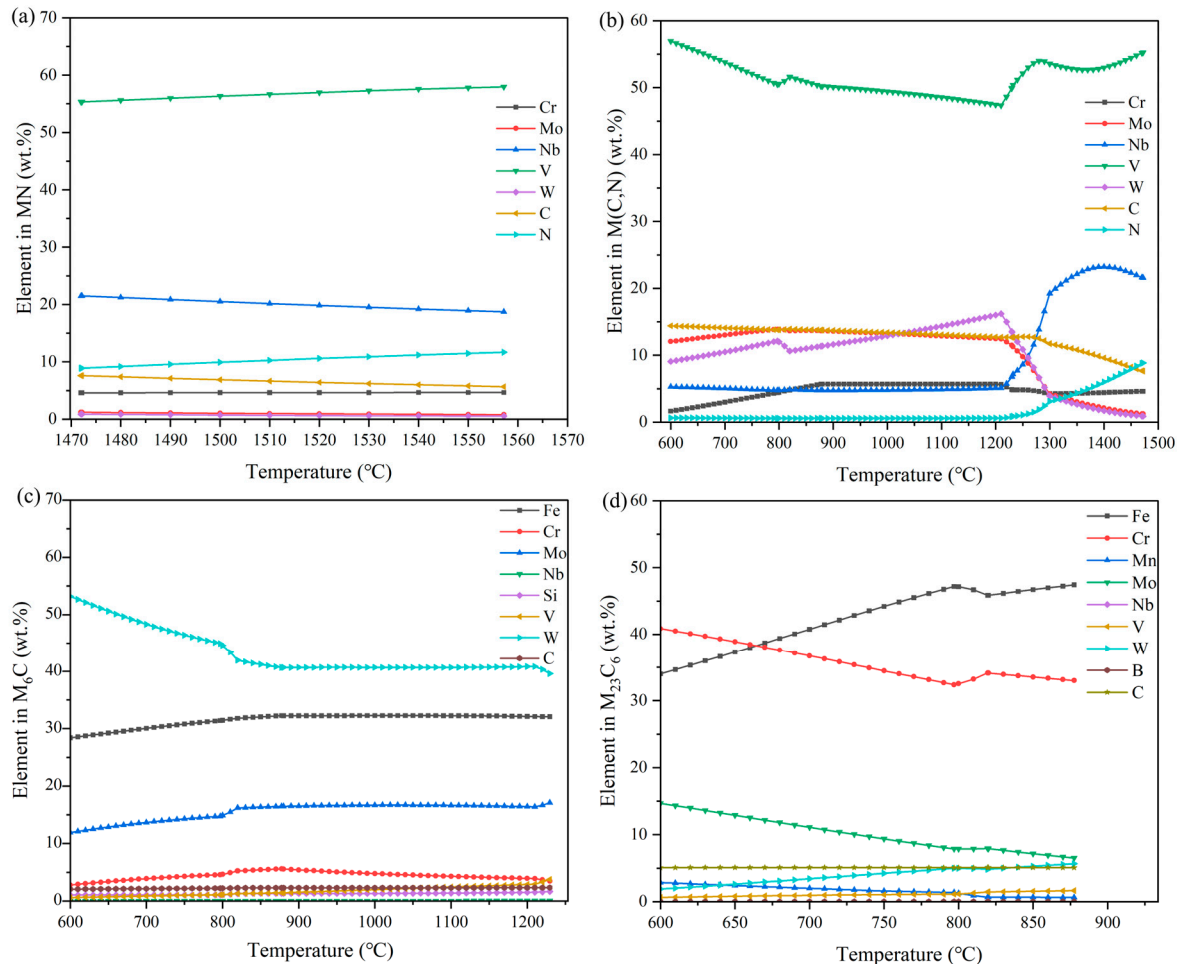 (a)
70
60
50
40
30
20
10
0
Element in MN (wt.%)
Cr
Mo
Nb
V
W
C
N
1470 1480 1490 1500 1510 1520 1530 1540 1550 1560 1570
Temperature (℃)
(b)
60
50
40
30
20
10
0
Element in M(C,N) (wt.%)
Cr
Mo
Nb
V
W
C
N
600 700 800 900 1000 1100 1200 1300 1400 1500
Temperature (℃)
(c)
70
60
50
40
30
20
10
0
Element in M₆C (wt.%)
Fe
Cr
Mo
Nb
Si
V
W
C
600 700 800 900 1000 1100 1200
Temperature (℃)
(d)
60
50
40
30
20
10
0
Element in M₂₃C₆ (wt.%)
Fe
Cr
Mn
Mo
Nb
V
W
B
C
600 650 700 750 800 850 900
Temperature (℃)